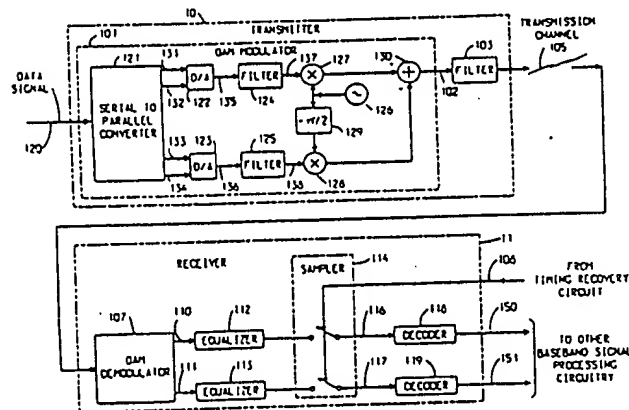 10
TRANSMITTER
101
QAM MODULATOR
TRANSMISSION
CHANNEL
105
DATA
SIGNAL
120
121
SERIAL TO
PARALLEL
CONVERTER
131
132
D/A
122
135
FILTER
124
137
127
126
-π/2
129
130
102
103
FILTER
133
134
123
D/A
136
125
FILTER
138
128
RECEIVER
11
SAMPLER
114
106
FROM
TIMING RECOVERY
CIRCUIT
107
QAM
DEMODULATOR
110
112
EQUALIZER
116
118
DECODER
150
111
113
EQUALIZER
117
119
DECODER
151
TO OTHER
BASEBAND SIGNAL
PROCESSING
CIRCUITRY